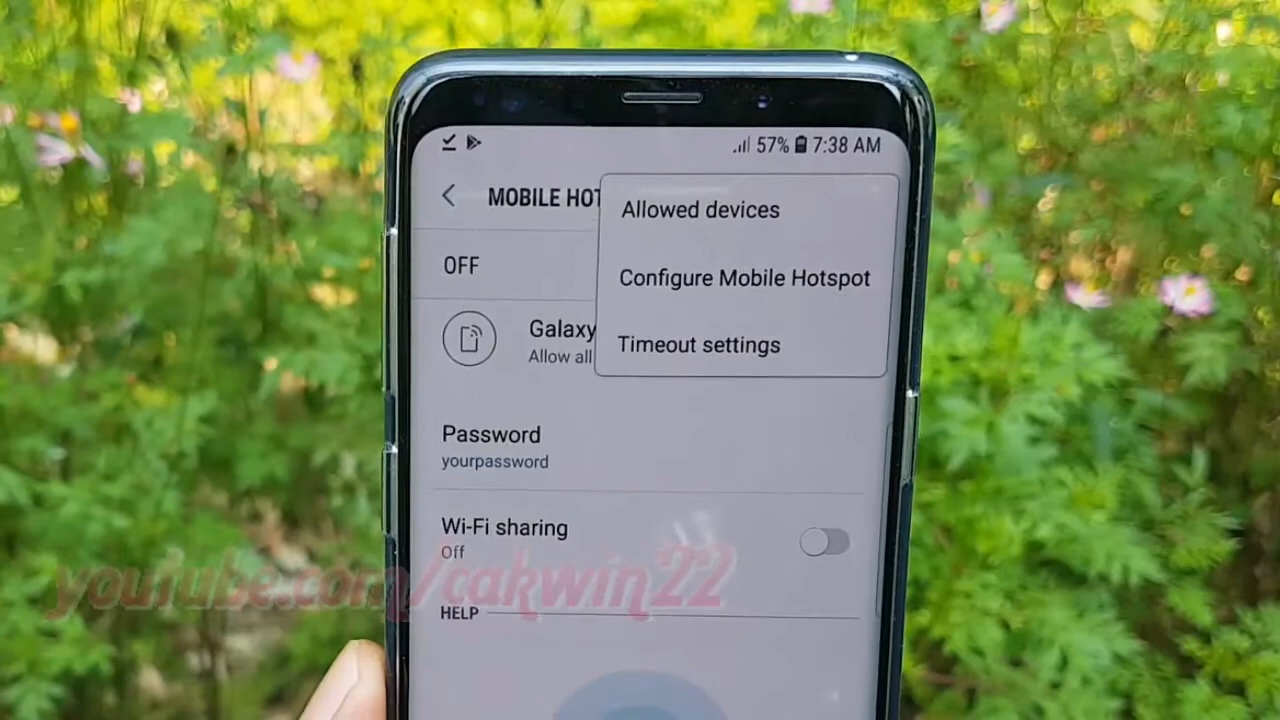 57% 7:38 AM
MOBILE HOT
Allowed devices
OFF
Configure Mobile Hotspot
Galaxy
Allow all
Timeout settings
Password
yourpassword
Wi-Fi sharing
Off
youtube.com/cakwin22
HELP